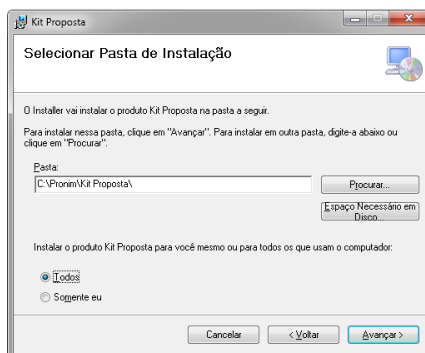 Kit Proposta
Selecionar Pasta de Instalação
O Installer vai instalar o produto Kit Proposta na pasta a seguir.
Para instalar nessa pasta, clique em "Avançar". Para instalar em outra pasta, digite-a abaixo ou
clique em "Procurar".
Pasta:
C:\Pronim\Kit Proposta\
Procurar...
Espaço Necessário em
Disco...
Instalar o produto Kit Proposta para você mesmo ou para todos os que usam o computador:
Todos
Somente eu
Cancelar
< Voltar
Avançar >